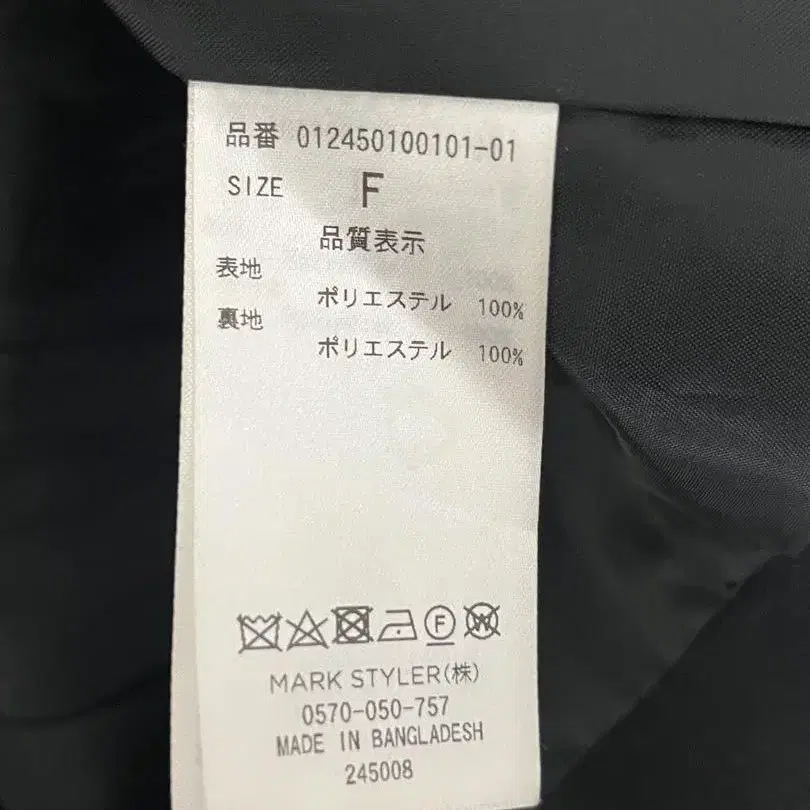 品番 012450100101-01
SIZE F
品質表示
表地
ポリエステル 100%
裏地
ポリエステル 100%
F W
MARK STYLER(株)
0570-050-757
MADE IN BANGLADESH
245008